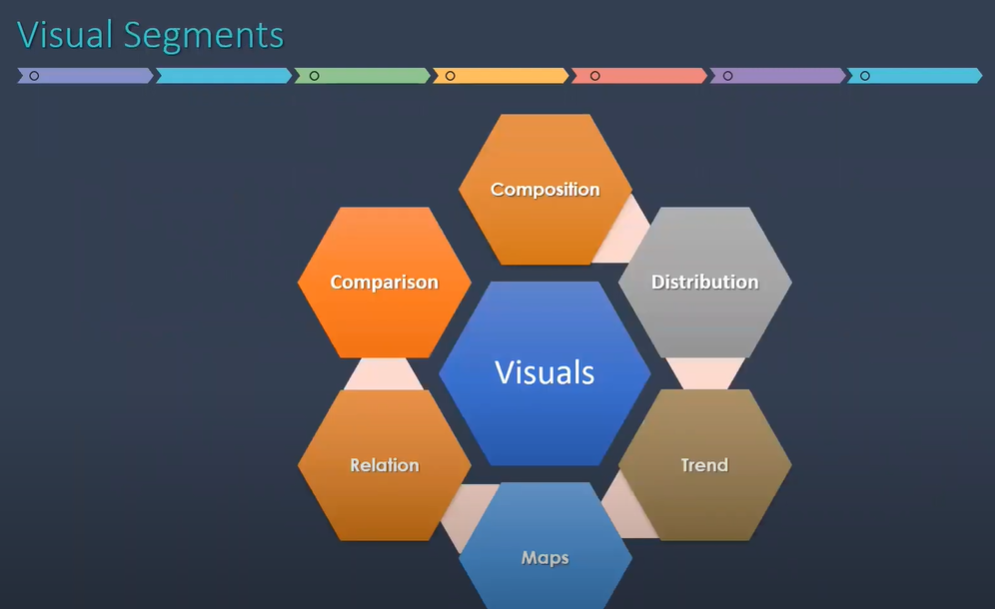 Visual Segments
Composition
Comparison
Distribution
Visuals
Relation
Trend
Maps